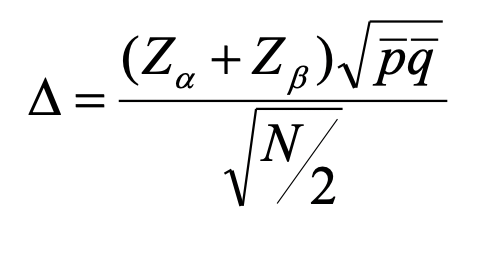 Δ = (Z_α + Z_β)√(p̅ q̅) / √(N/2)